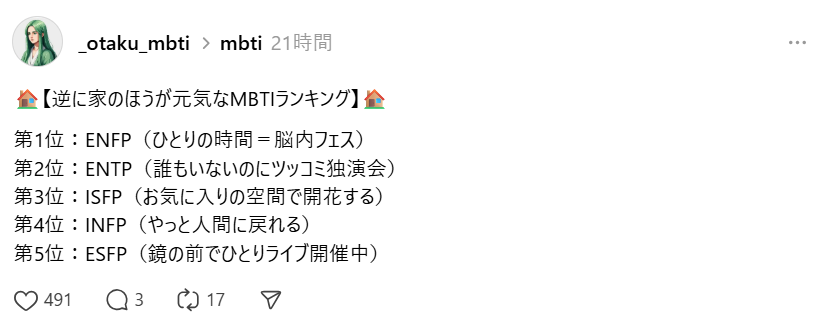 _otaku_mbti > mbti 21時間
🏠【逆に家のほうが元気なMBTIランキング】🏠
第1位：ENFP（ひとりの時間＝脳内フェス）
第2位：ENTP（誰もいないのにツッコミ独演会）
第3位：ISFP（お気に入りの空間で開花する）
第4位：INFP（やっと人間に戻れる）
第5位：ESFP（鏡の前でひとりライブ開催中）
491 3 17